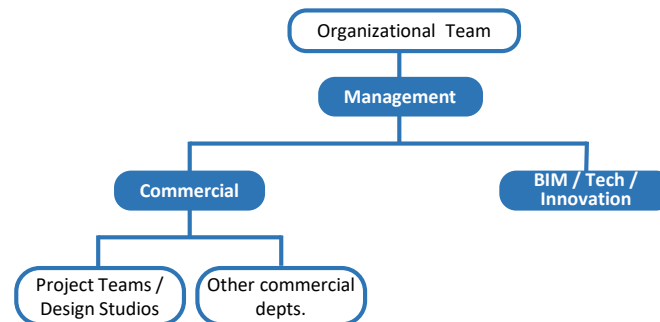 Organizational Team
Management
Commercial
BIM / Tech /
Innovation
Project Teams /
Design Studios
Other commercial
depts.